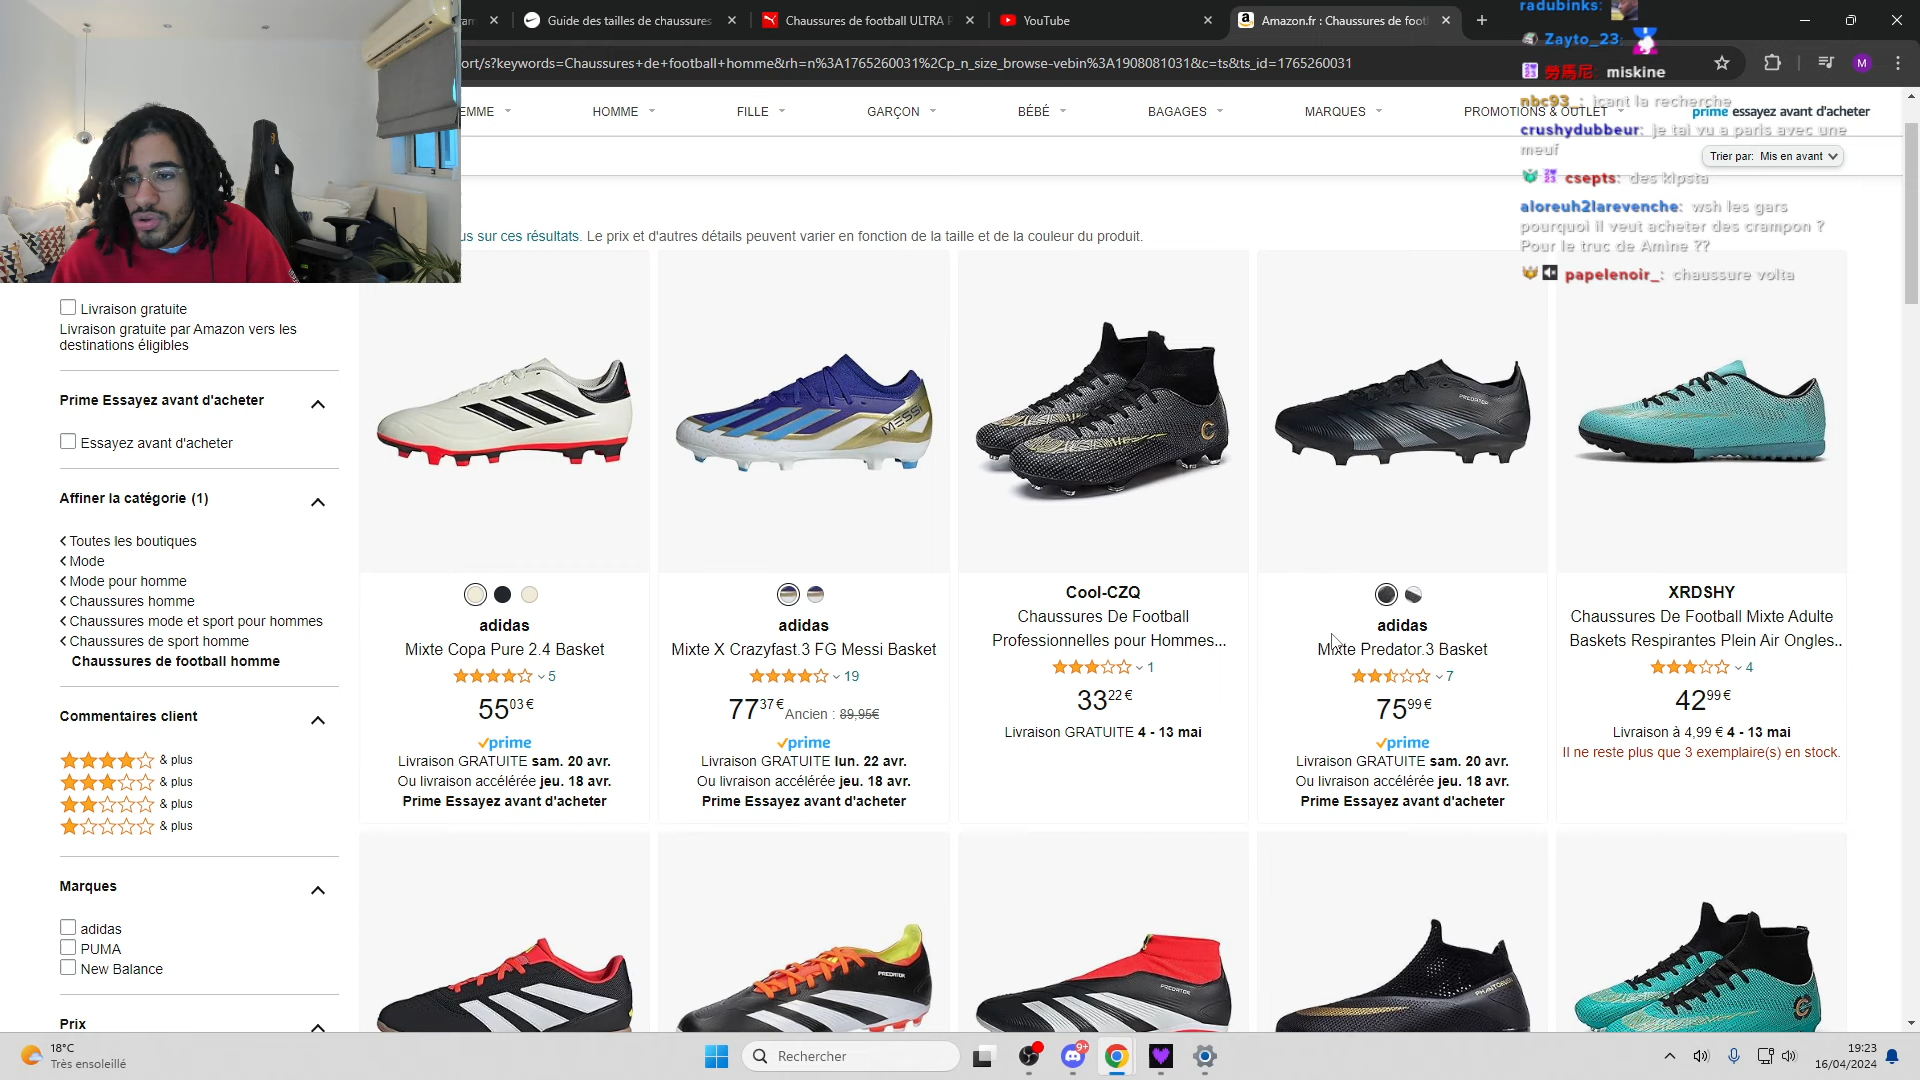 Guide des tailles de chaussures
Chaussures de football ULTRA P
YouTube
Amazon.fr : Chaussures de foot
ort/s?keywords=Chaussures+de+football+homme&rh=n%3A1765260031%2Cp_n_size_browse-vebin%3A1908081031&c=ts&ts_id=1765260031
M
radubinks:
Zayto_23:
miskine
nbc93_: icant la recherche
crushydubbeur: je tai vu a paris avec une
meuf
csepts: des kipsta
aloreuh2larevenche: wsh les gars
pourquoi il veut acheter des crampon ?
Pour le truc de Amine ??
papelenoir_: chaussure volta
EMME
HOMME
FILLE
GARÇON
BÉBÉ
BAGAGES
MARQUES
PROMOTIONS & OUTLET
prime essayez avant d'acheter
Trier par: Mis en avant
us sur ces résultats. Le prix et d'autres détails peuvent varier en fonction de la taille et de la couleur du produit.
Livraison gratuite
Livraison gratuite par Amazon vers les
destinations éligibles
Prime Essayez avant d'acheter
Essayez avant d'acheter
Affiner la catégorie (1)
Toutes les boutiques
Mode
Mode pour homme
Chaussures homme
Chaussures mode et sport pour hommes
Chaussures de sport homme
Chaussures de football homme
Commentaires client
& plus
& plus
& plus
& plus
Marques
adidas
PUMA
New Balance
Prix
MESSI
PREDATOR
adidas
Mixte Copa Pure 2.4 Basket
5
55,03 €
prime
Livraison GRATUITE sam. 20 avr.
Ou livraison accélérée jeu. 18 avr.
Prime Essayez avant d'acheter
adidas
Mixte X Crazyfast.3 FG Messi Basket
19
77,37 € Ancien : 89,95€
prime
Livraison GRATUITE lun. 22 avr.
Ou livraison accélérée jeu. 18 avr.
Prime Essayez avant d'acheter
Cool-CZQ
Chaussures De Football
Professionnelles pour Hommes...
1
33,22 €
Livraison GRATUITE 4 - 13 mai
adidas
Mixte Predator.3 Basket
7
75,99 €
prime
Livraison GRATUITE sam. 20 avr.
Ou livraison accélérée jeu. 18 avr.
Prime Essayez avant d'acheter
XRDSHY
Chaussures De Football Mixte Adulte
Baskets Respirantes Plein Air Ongles...
4
42,99 €
Livraison à 4,99 € 4 - 13 mai
Il ne reste plus que 3 exemplaire(s) en stock.
PREDATOR
PREDATOR
18°C
Très ensoleillé
Rechercher
9+
19:23
16/04/2024